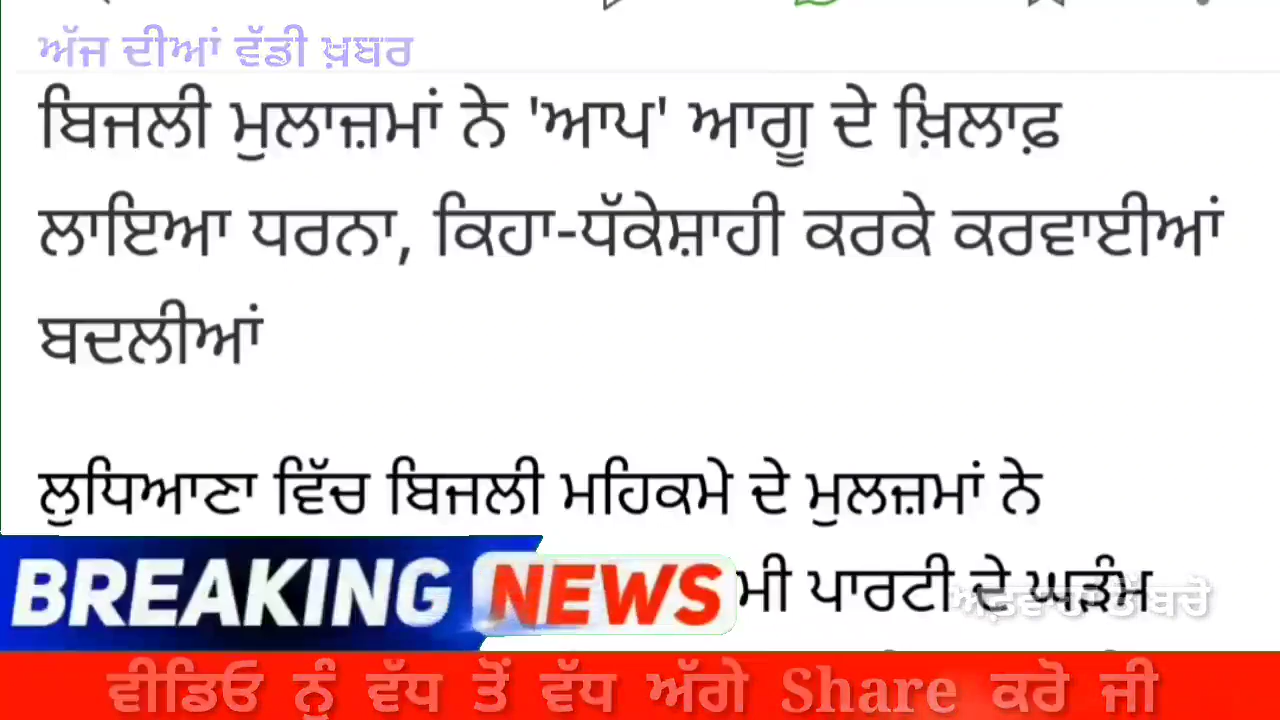 ਅੱਜ ਦੀਆਂ ਵੱਡੀ ਖ਼ਬਰ
ਬਿਜਲੀ ਮੁਲਾਜ਼ਮਾਂ ਨੇ 'ਆਪ' ਆਗੂ ਦੇ ਖ਼ਿਲਾਫ਼
ਲਾਇਆ ਧਰਨਾ, ਕਿਹਾ-ਧੱਕੇਸ਼ਾਹੀ ਕਰਕੇ ਕਰਵਾਈਆਂ
ਬਦਲੀਆਂ
ਲੁਧਿਆਣਾ ਵਿੱਚ ਬਿਜਲੀ ਮਹਿਕਮੇ ਦੇ ਮੁਲਜ਼ਮਾਂ ਨੇ
BREAKING NEWS ਮੀ ਪਾਰਟੀ ਦੇ ਘੜੰਮ
ਵੀਡਿਓ ਨੂੰ ਵੱਧ ਤੋਂ ਵੱਧ ਅੱਗੇ Share ਕਰੋ ਜੀ